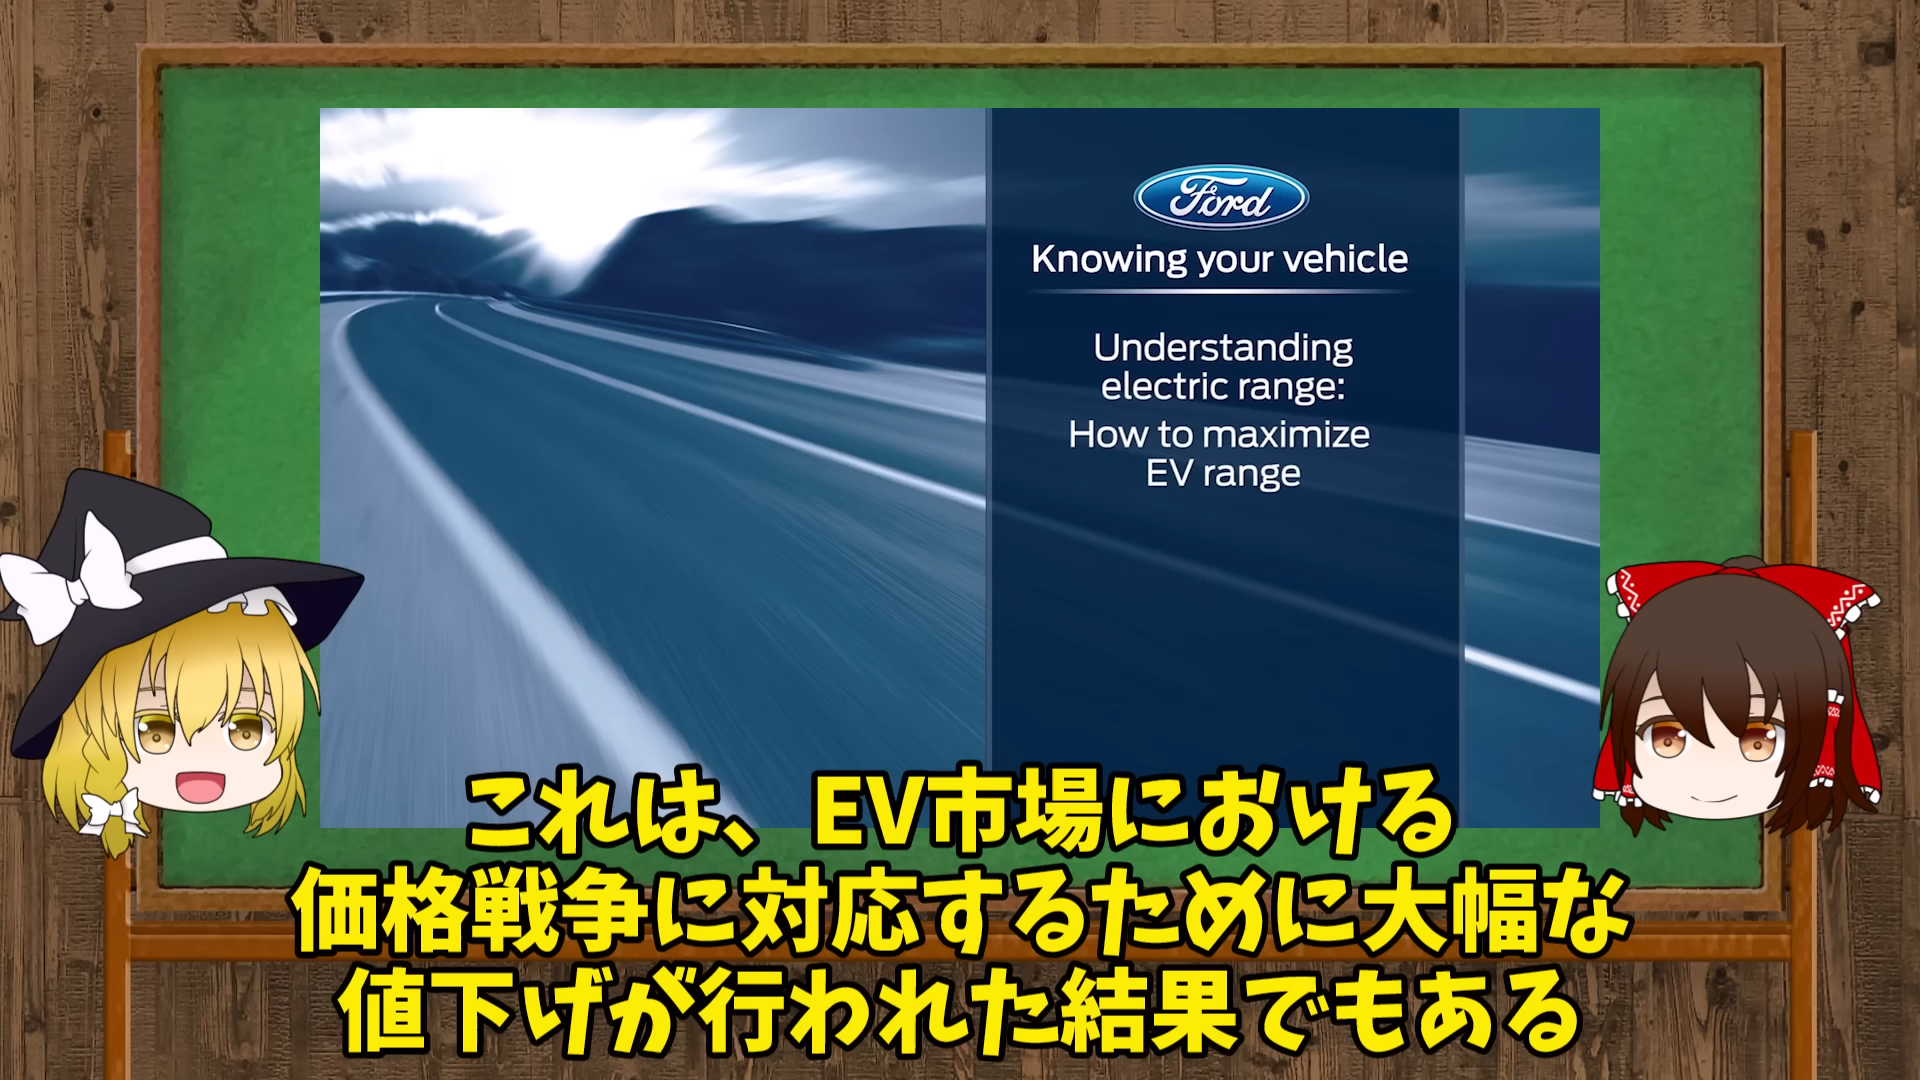 Ford
Knowing your vehicle
Understanding
electric range:
How to maximize
EV range
これは、EV市場における
価格戦争に対応するために大幅な
値下げが行われた結果でもある